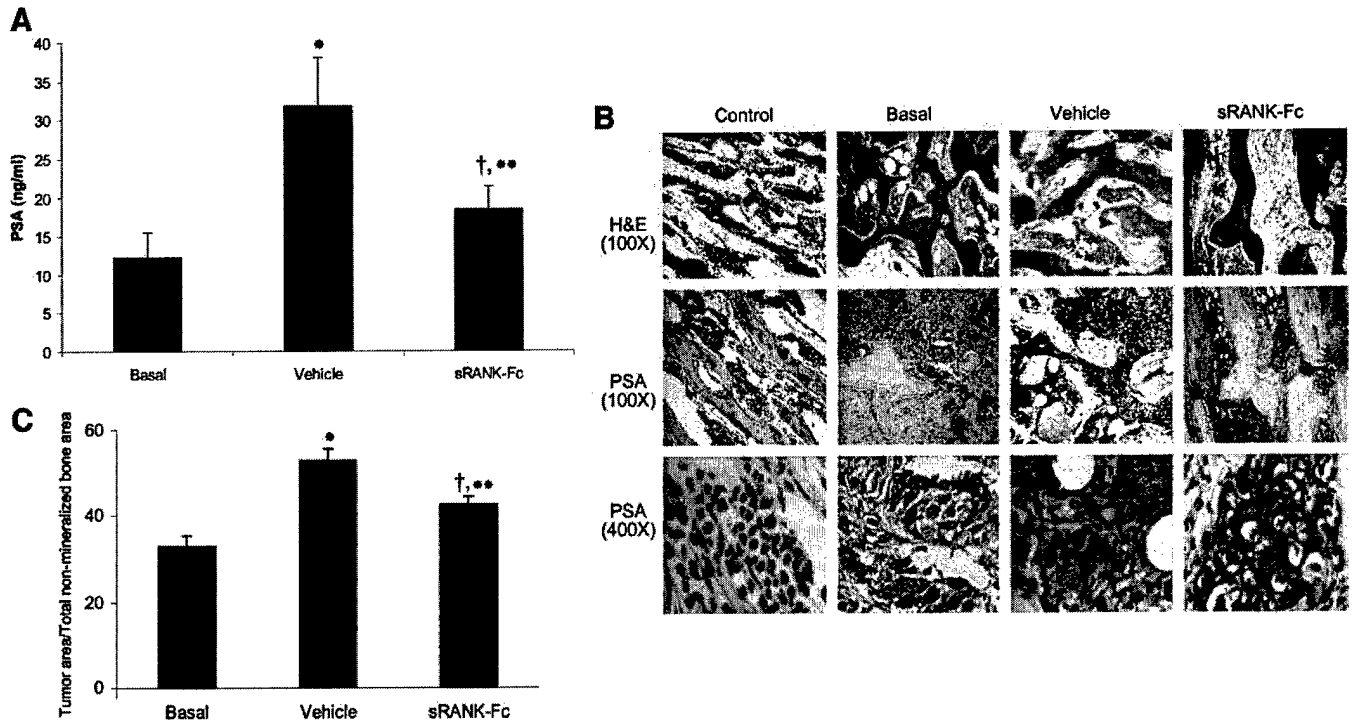 A
PSA (ng/ml)
40
35
30
25
20
15
10
5
0
*
†, **
Basal
Vehicle
sRANK-Fc
B
Control
Basal
Vehicle
sRANK-Fc
H&E
(100X)
PSA
(100X)
PSA
(400X)
C
Tumor area/Total non-mineralized bone area
60
40
20
0
*
†, **
Basal
Vehicle
sRANK-Fc